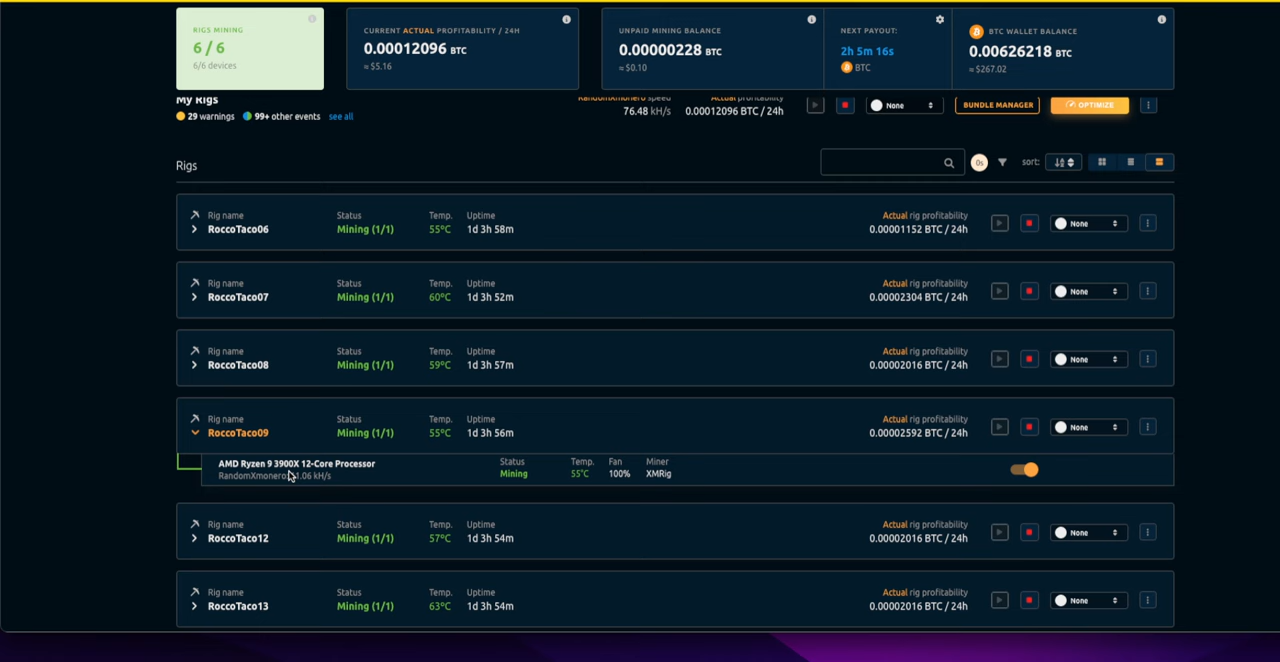 RIGS MINING
6 / 6
6/6 devices
CURRENT ACTUAL PROFITABILITY / 24H
0.00012096 BTC
≈ $5.16
UNPAID MINING BALANCE
0.00000228 BTC
≈ $0.10
NEXT PAYOUT:
2h 5m 16s
BTC
BTC WALLET BALANCE
0.00626218 BTC
≈ $267.02
My Rigs
29 warnings 99+ other events see all
RandomXmonero speed
76.48 kH/s
Actual profitability
0.00012096 BTC / 24h
None
BUNDLE MANAGER
OPTIMIZE
Rigs
0s
sort:
Rig name Status Temp. Uptime Actual rig profitability
RoccoTaco06 Mining (1/1) 55°C 1d 3h 58m 0.00001152 BTC / 24h None
Rig name Status Temp. Uptime Actual rig profitability
RoccoTaco07 Mining (1/1) 60°C 1d 3h 52m 0.00002304 BTC / 24h None
Rig name Status Temp. Uptime Actual rig profitability
RoccoTaco08 Mining (1/1) 59°C 1d 3h 57m 0.00002016 BTC / 24h None
Rig name Status Temp. Uptime Actual rig profitability
RoccoTaco09 Mining (1/1) 55°C 1d 3h 56m 0.00002592 BTC / 24h None
AMD Ryzen 9 3900X 12-Core Processor Status Temp. Fan Miner
RandomXmonero kH/s Mining 55°C 100% XMRig
Rig name Status Temp. Uptime Actual rig profitability
RoccoTaco12 Mining (1/1) 57°C 1d 3h 54m 0.00002016 BTC / 24h None
Rig name Status Temp. Uptime Actual rig profitability
RoccoTaco13 Mining (1/1) 63°C 1d 3h 54m 0.00002016 BTC / 24h None